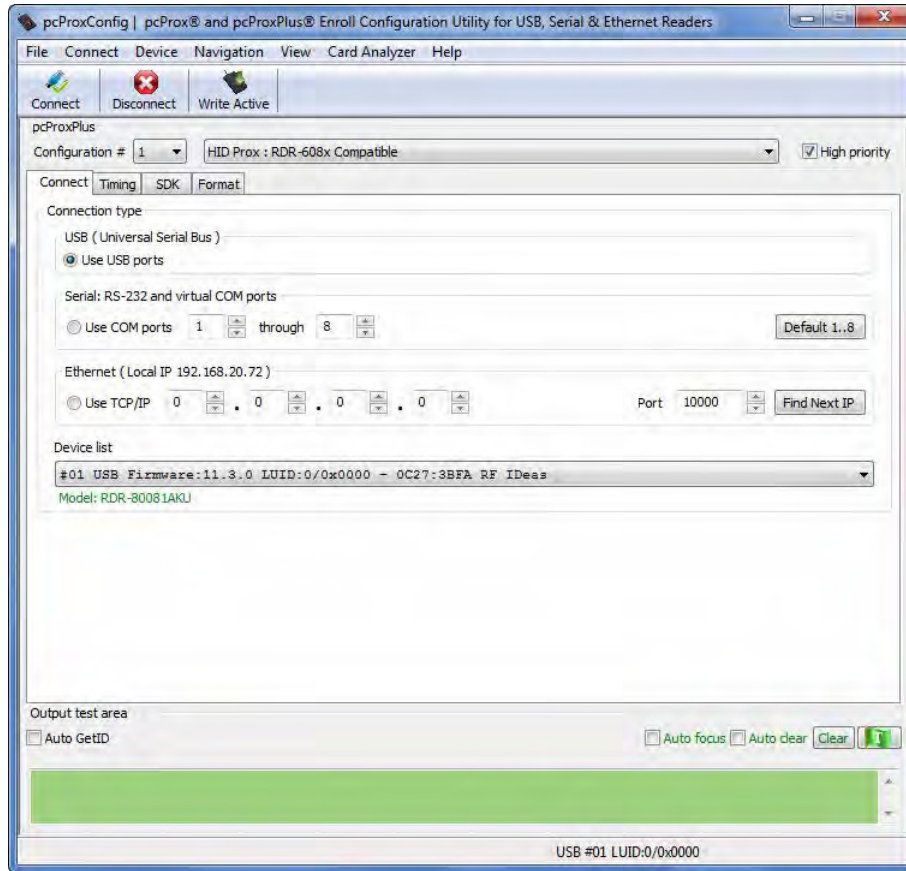 pcProxConfig | pcProx® and pcProxPlus® Enroll Configuration Utility for USB, Serial & Ethernet Readers
File Connect Device Navigation View Card Analyzer Help
Connect Disconnect Write Active
pcProxPlus
Configuration # 1 HID Prox : RDR-608x Compatible High priority
Connect Timing SDK Format
Connection type
USB ( Universal Serial Bus )
Use USB ports
Serial: RS-232 and virtual COM ports
Use COM ports 1 through 8 Default 1..8
Ethernet ( Local IP 192.168.20.72 )
Use TCP/IP 0 . 0 . 0 . 0 Port 10000 Find Next IP
Device list
#01 USB Firmware:11.3.0 LUID:0/0x0000 - 0C27:3BFA RF IDeas
Model: RDR-80081AKU
Output test area
Auto GetID Auto focus Auto clear Clear
USB #01 LUID:0/0x0000